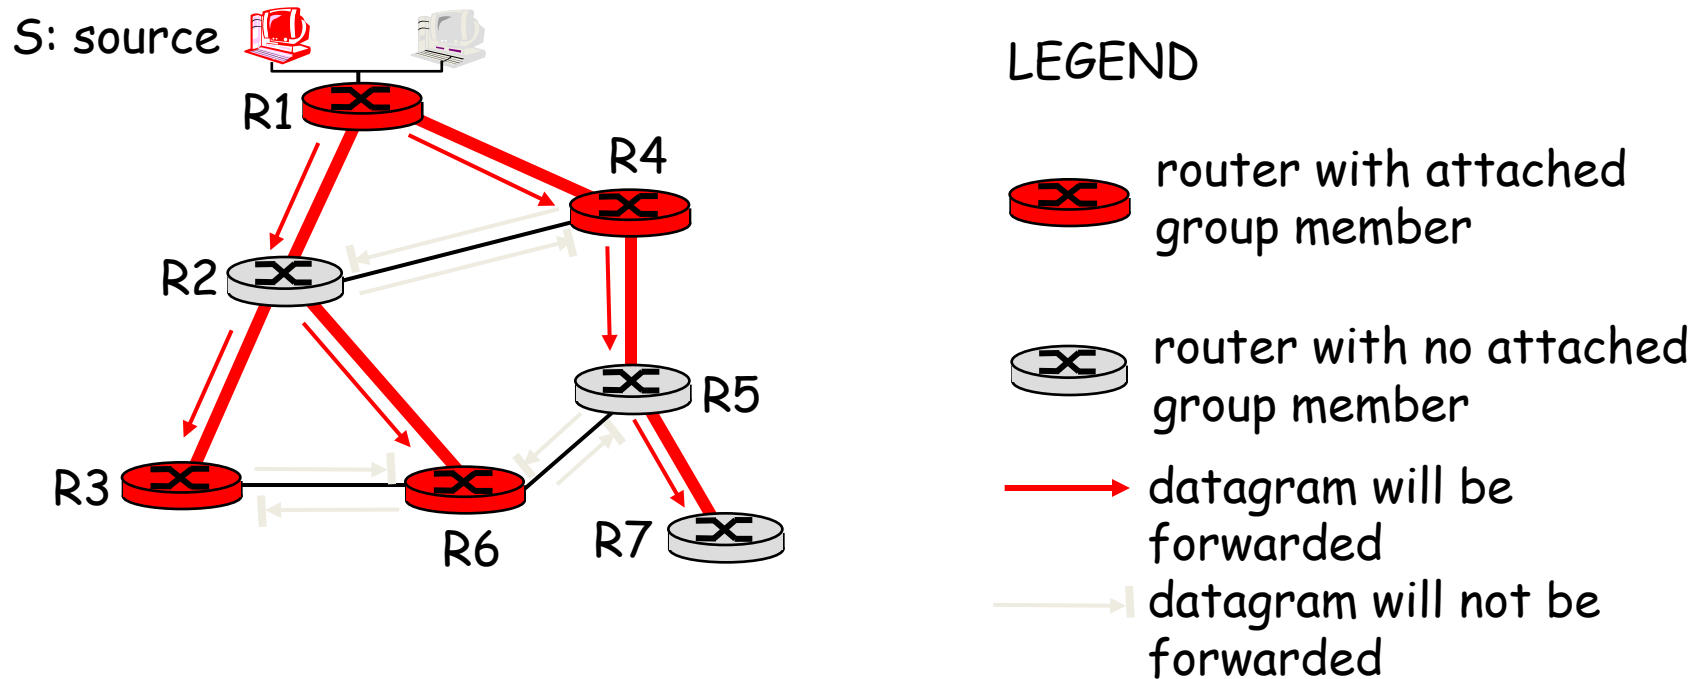 S: source
R1
R4
R2
R5
R3
R6
R7
LEGEND
router with attached
group member
router with no attached
group member
datagram will be
forwarded
datagram will not be
forwarded